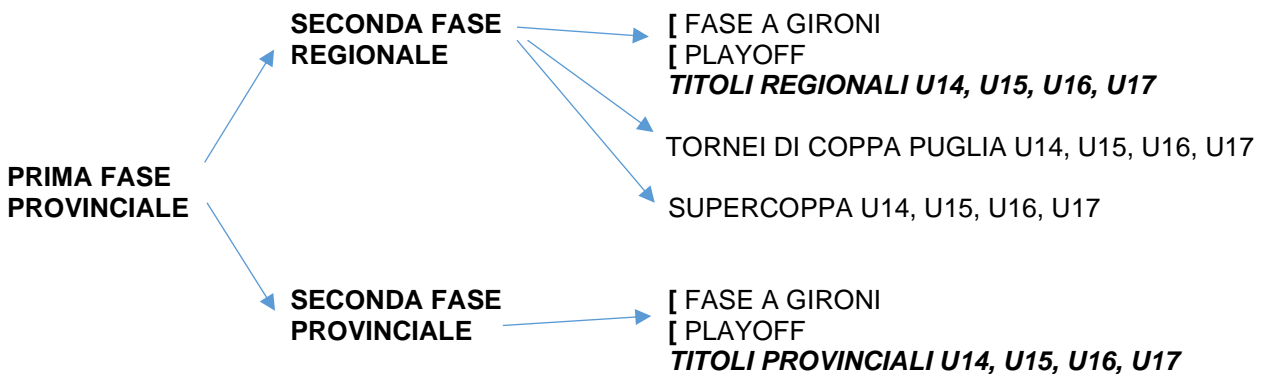 SECONDA FASE
REGIONALE
[ FASE A GIRONI
[ PLAYOFF
TITOLI REGIONALI U14, U15, U16, U17
TORNEI DI COPPA PUGLIA U14, U15, U16, U17
PRIMA FASE
PROVINCIALE
SUPERCOPPA U14, U15, U16, U17
SECONDA FASE
PROVINCIALE
[ FASE A GIRONI
[ PLAYOFF
TITOLI PROVINCIALI U14, U15, U16, U17